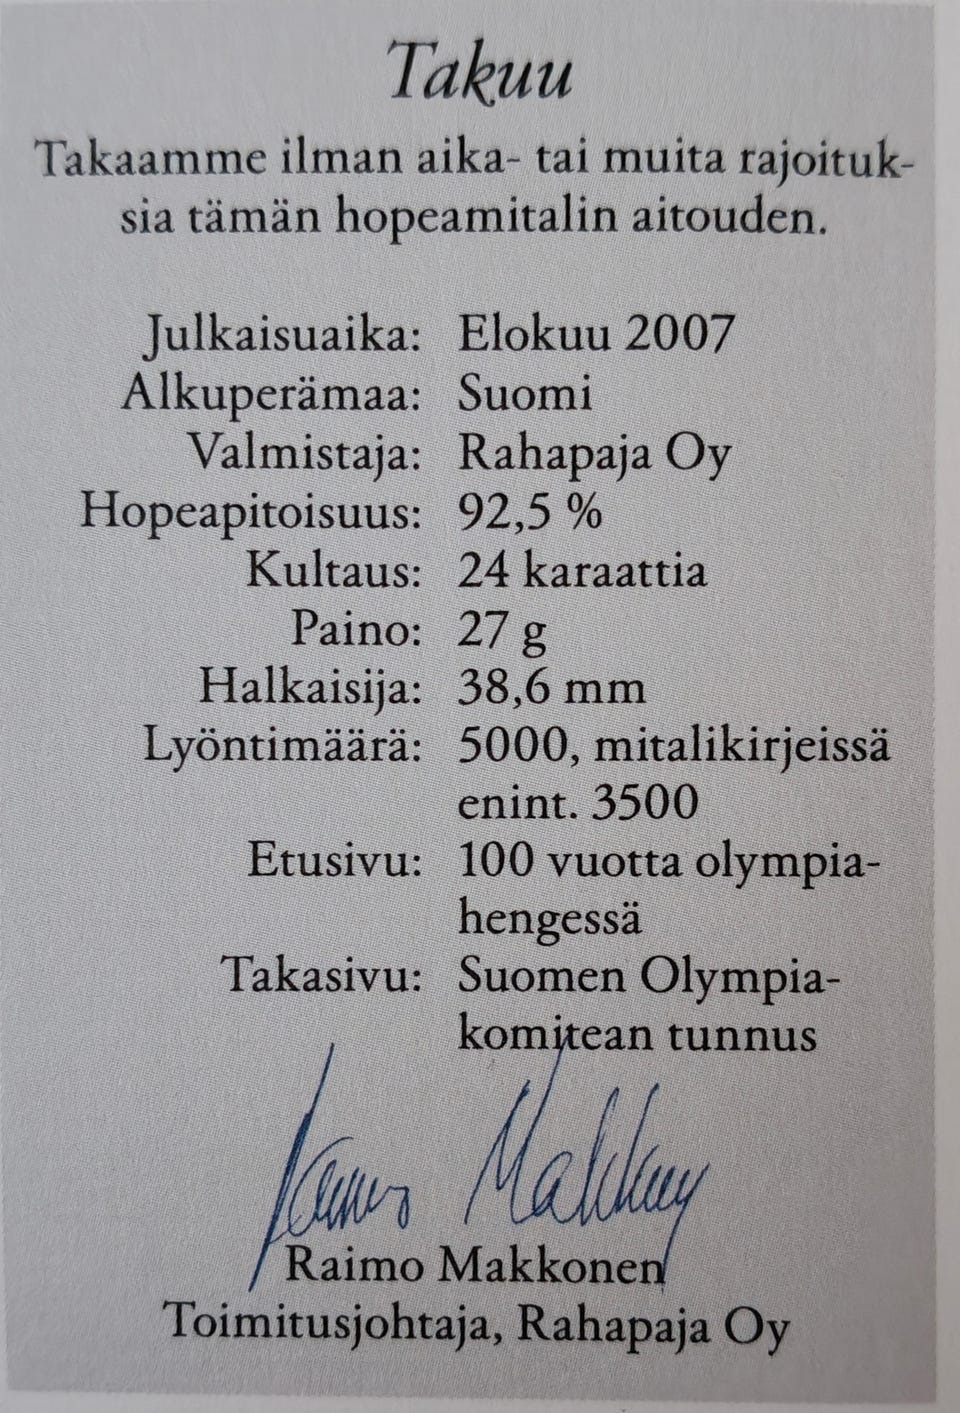 Takuu
Takaamme ilman aika- tai muita rajoituk-
sia tämän hopeamitalin aitouden.
Julkaisuaika: Elokuu 2007
Alkuperämaa: Suomi
Valmistaja: Rahapaja Oy
Hopeapitoisuus: 92,5 %
Kultaus: 24 karaattia
Paino: 27 g
Halkaisija: 38,6 mm
Lyöntimäärä: 5000, mitalikirjeissä
enint. 3500
Etusivu: 100 vuotta olympia-
hengessä
Takasivu: Suomen Olympia-
komitean tunnus
Raimo Makkonen
Raimo Makkonen
Toimitusjohtaja, Rahapaja Oy